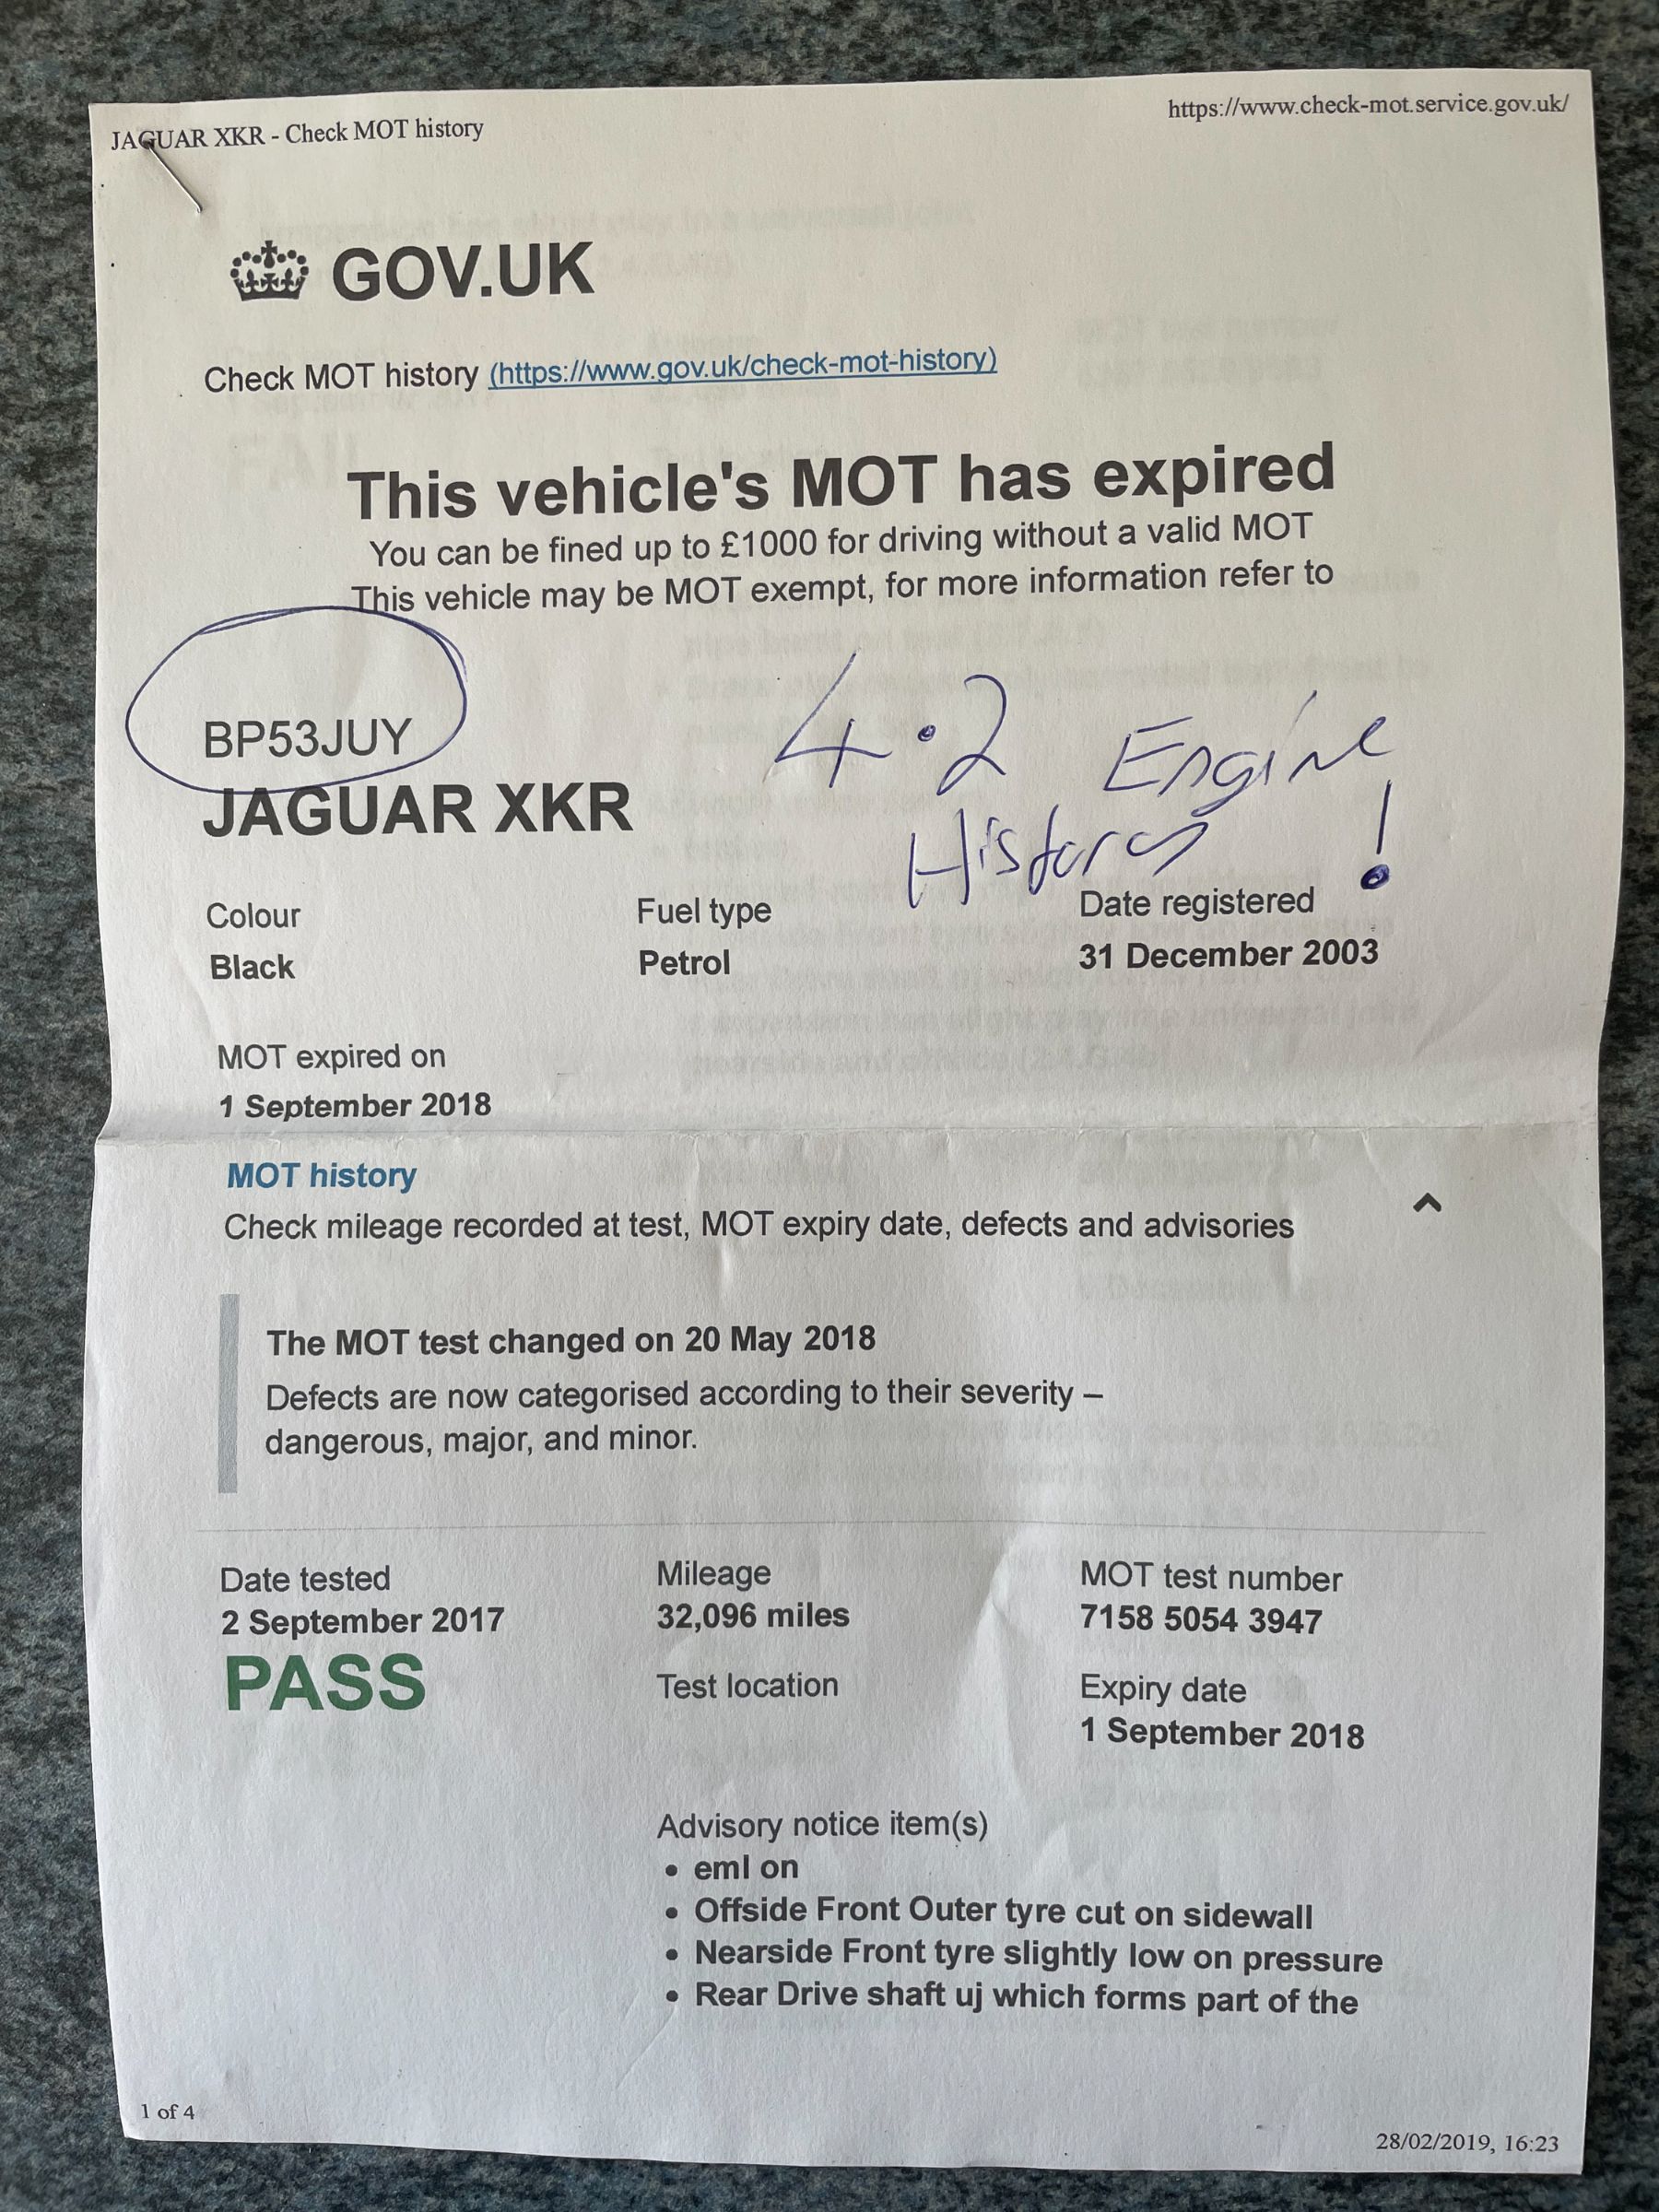 JAGUAR XKR - Check MOT history
https://www.check-mot.service.gov.uk/
GOV.UK
Check MOT history (https://www.gov.uk/check-mot-history)
This vehicle's MOT has expired
You can be fined up to £1000 for driving without a valid MOT
This vehicle may be MOT exempt, for more information refer to
BP53JUY
4.2 Engine
JAGUAR XKR
History !
Colour
Black
Fuel type
Petrol
Date registered
31 December 2003
MOT expired on
1 September 2018
MOT history
Check mileage recorded at test, MOT expiry date, defects and advisories
The MOT test changed on 20 May 2018
Defects are now categorised according to their severity –
dangerous, major, and minor.
Date tested
2 September 2017
PASS
Mileage
32,096 miles
Test location
MOT test number
7158 5054 3947
Expiry date
1 September 2018
Advisory notice item(s)
• eml on
• Offside Front Outer tyre cut on sidewall
• Nearside Front tyre slightly low on pressure
• Rear Drive shaft uj which forms part of the
1 of 4
28/02/2019, 16:23